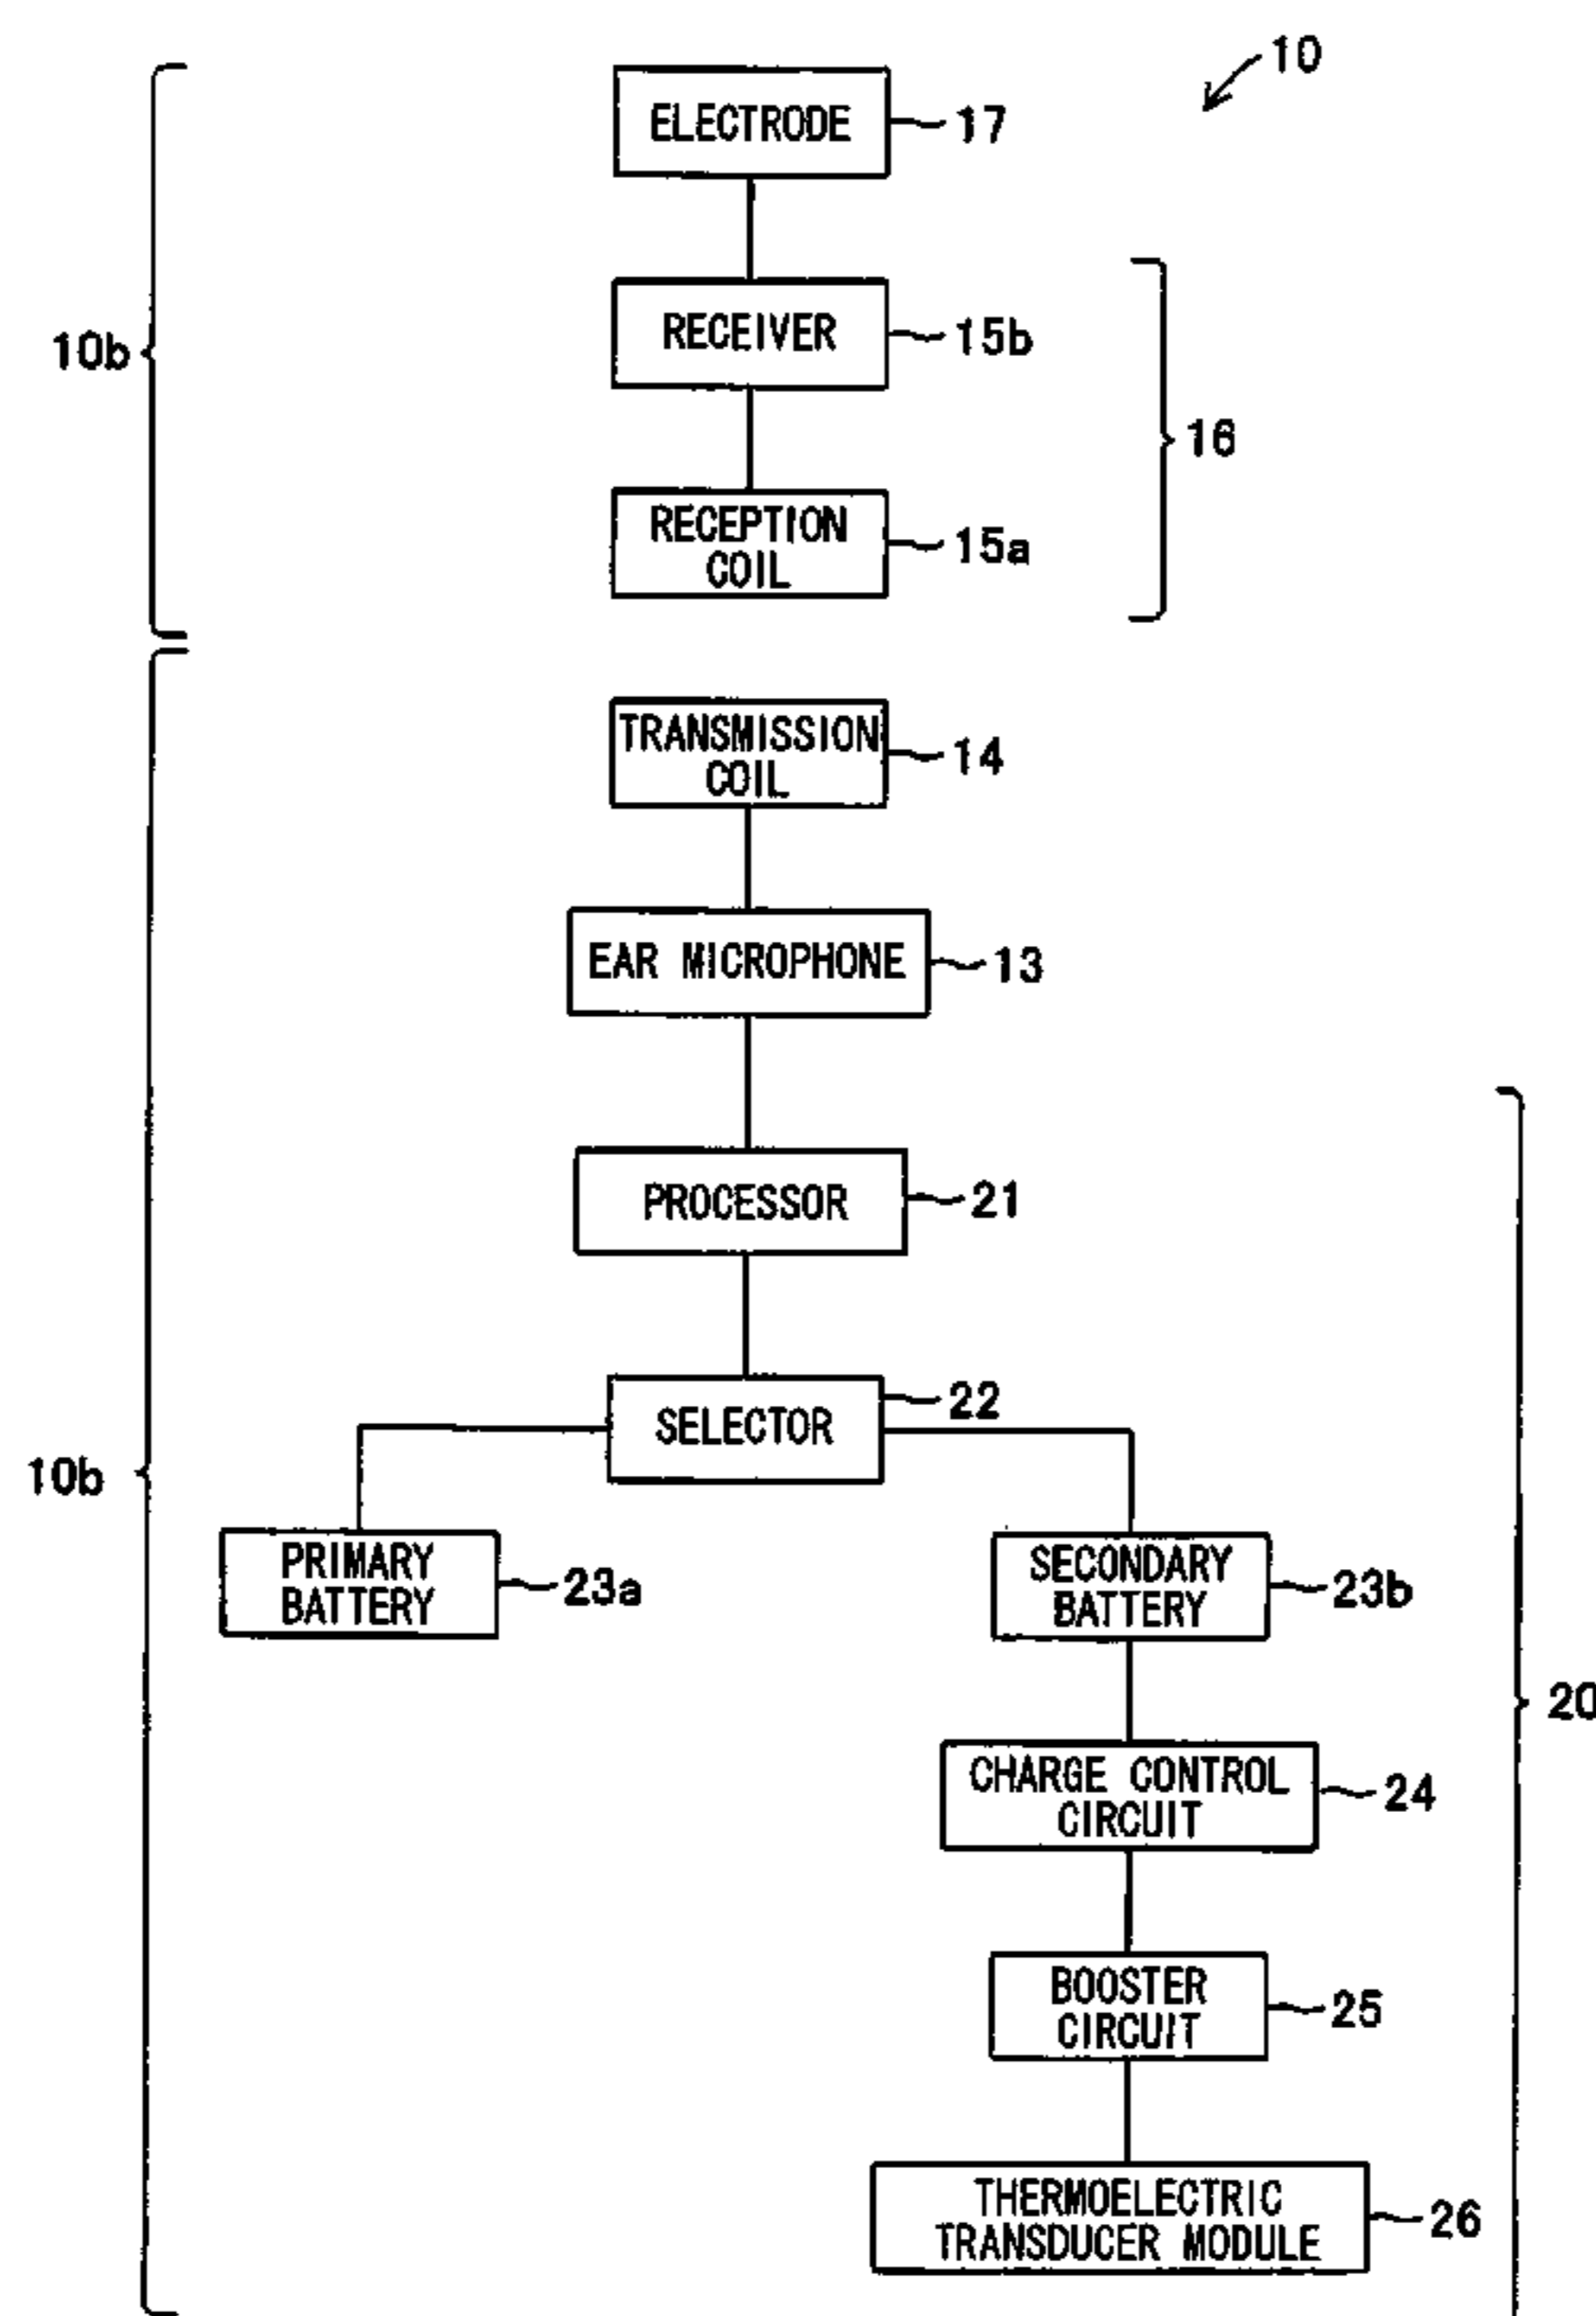 10
ELECTRODE
17
RECEIVER
15b
10b
16
RECEPTION
COIL
15a
TRANSMISSION
COIL
14
EAR MICROPHONE
13
PROCESSOR
21
22
SELECTOR
10b
PRIMARY
BATTERY
23a
SECONDARY
BATTERY
23b
20
CHARGE CONTROL
CIRCUIT
24
BOOSTER
CIRCUIT
25
THERMOELECTRIC
TRANSDUCER MODULE
26